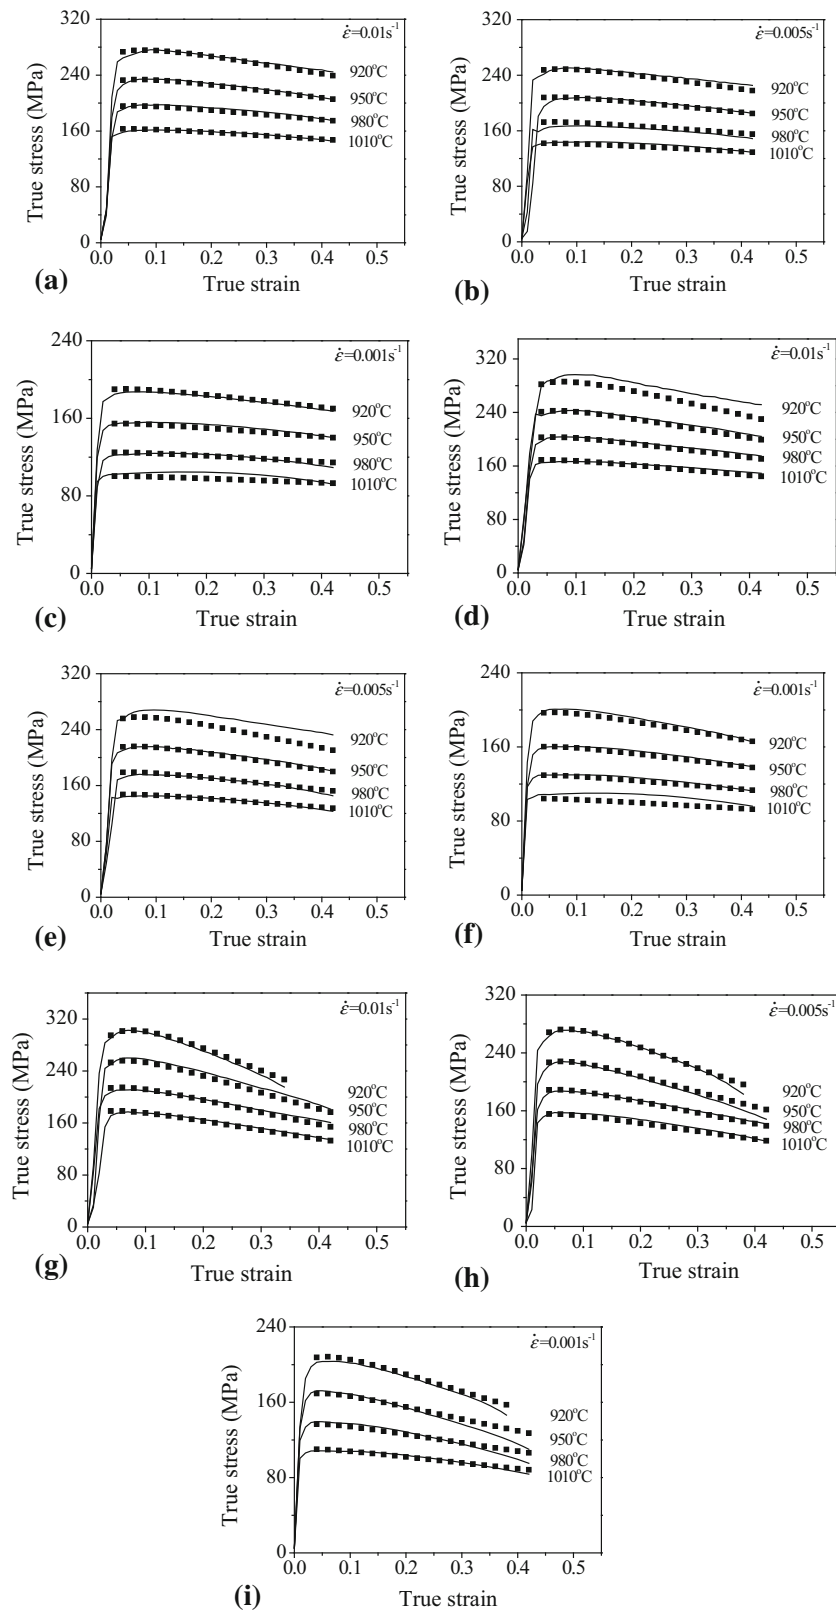 320
240
160
80
0
True stress (MPa)
ε̇=0.01s-1
920°C
950°C
980°C
1010°C
0.0 0.1 0.2 0.3 0.4 0.5
True strain
(a)
320
240
160
80
0
True stress (MPa)
ε̇=0.005s-1
920°C
950°C
980°C
1010°C
0.0 0.1 0.2 0.3 0.4 0.5
True strain
(b)
240
160
80
0
True stress (MPa)
ε̇=0.001s-1
920°C
950°C
980°C
1010°C
0.0 0.1 0.2 0.3 0.4 0.5
True strain
(c)
320
240
160
80
0
True stress (MPa)
ε̇=0.01s-1
920°C
950°C
980°C
1010°C
0.0 0.1 0.2 0.3 0.4 0.5
True strain
(d)
320
240
160
80
0
True stress (MPa)
ε̇=0.005s-1
920°C
950°C
980°C
1010°C
0.0 0.1 0.2 0.3 0.4 0.5
True strain
(e)
240
160
80
0
True stress (MPa)
ε̇=0.001s-1
920°C
950°C
980°C
1010°C
0.0 0.1 0.2 0.3 0.4 0.5
True strain
(f)
320
240
160
80
0
True stress (MPa)
ε̇=0.01s-1
920°C
950°C
980°C
1010°C
0.0 0.1 0.2 0.3 0.4 0.5
True strain
(g)
320
240
160
80
0
True stress (MPa)
ε̇=0.005s-1
920°C
950°C
980°C
1010°C
0.0 0.1 0.2 0.3 0.4 0.5
True strain
(h)
240
160
80
0
True stress (MPa)
ε̇=0.001s-1
920°C
950°C
980°C
1010°C
0.0 0.1 0.2 0.3 0.4 0.5
True strain
(i)